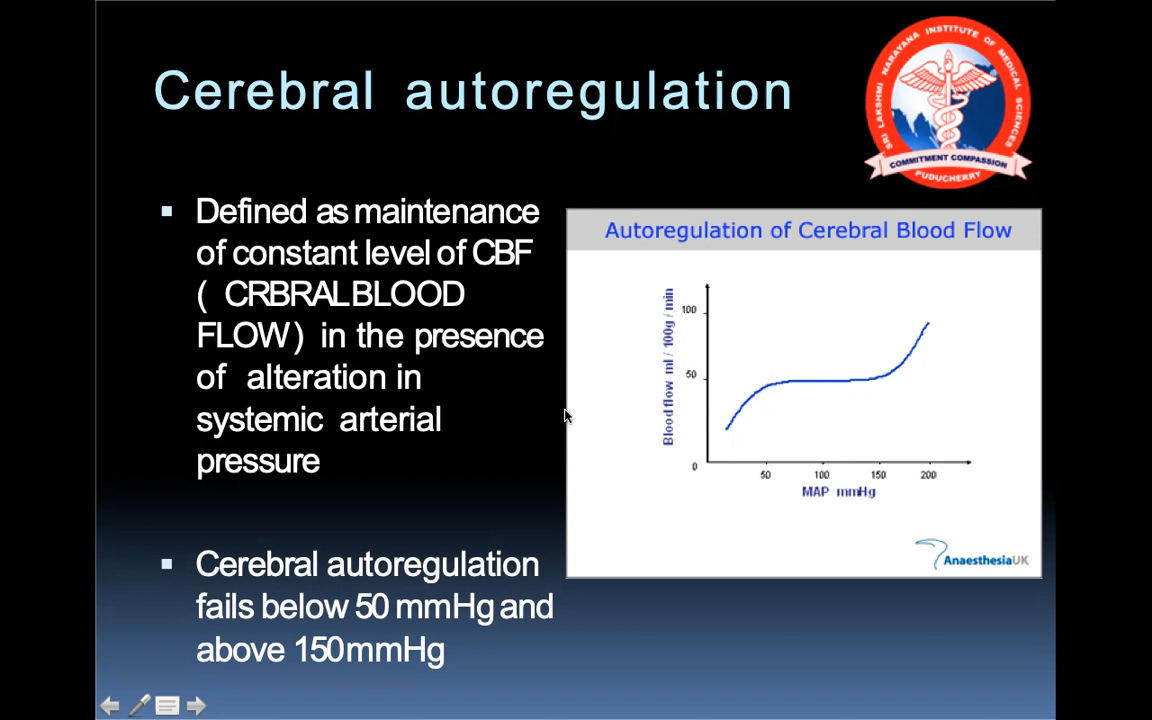 Cerebral autoregulation
SRI LAKSHMI NARAYANA INSTITUTE OF MEDICAL SCIENCES
COMMITMENT COMPASSION
PUDUCHERRY
Defined as maintenance
of constant level of CBF
( CRBRAL BLOOD
FLOW) in the presence
of alteration in
systemic arterial
pressure
Cerebral autoregulation
fails below 50 mmHg and
above 150mmHg
Autoregulation of Cerebral Blood Flow
Blood flow ml / 100g / min
100
50
0
50 100 150 200
MAP mmHg
AnaesthesiaUK